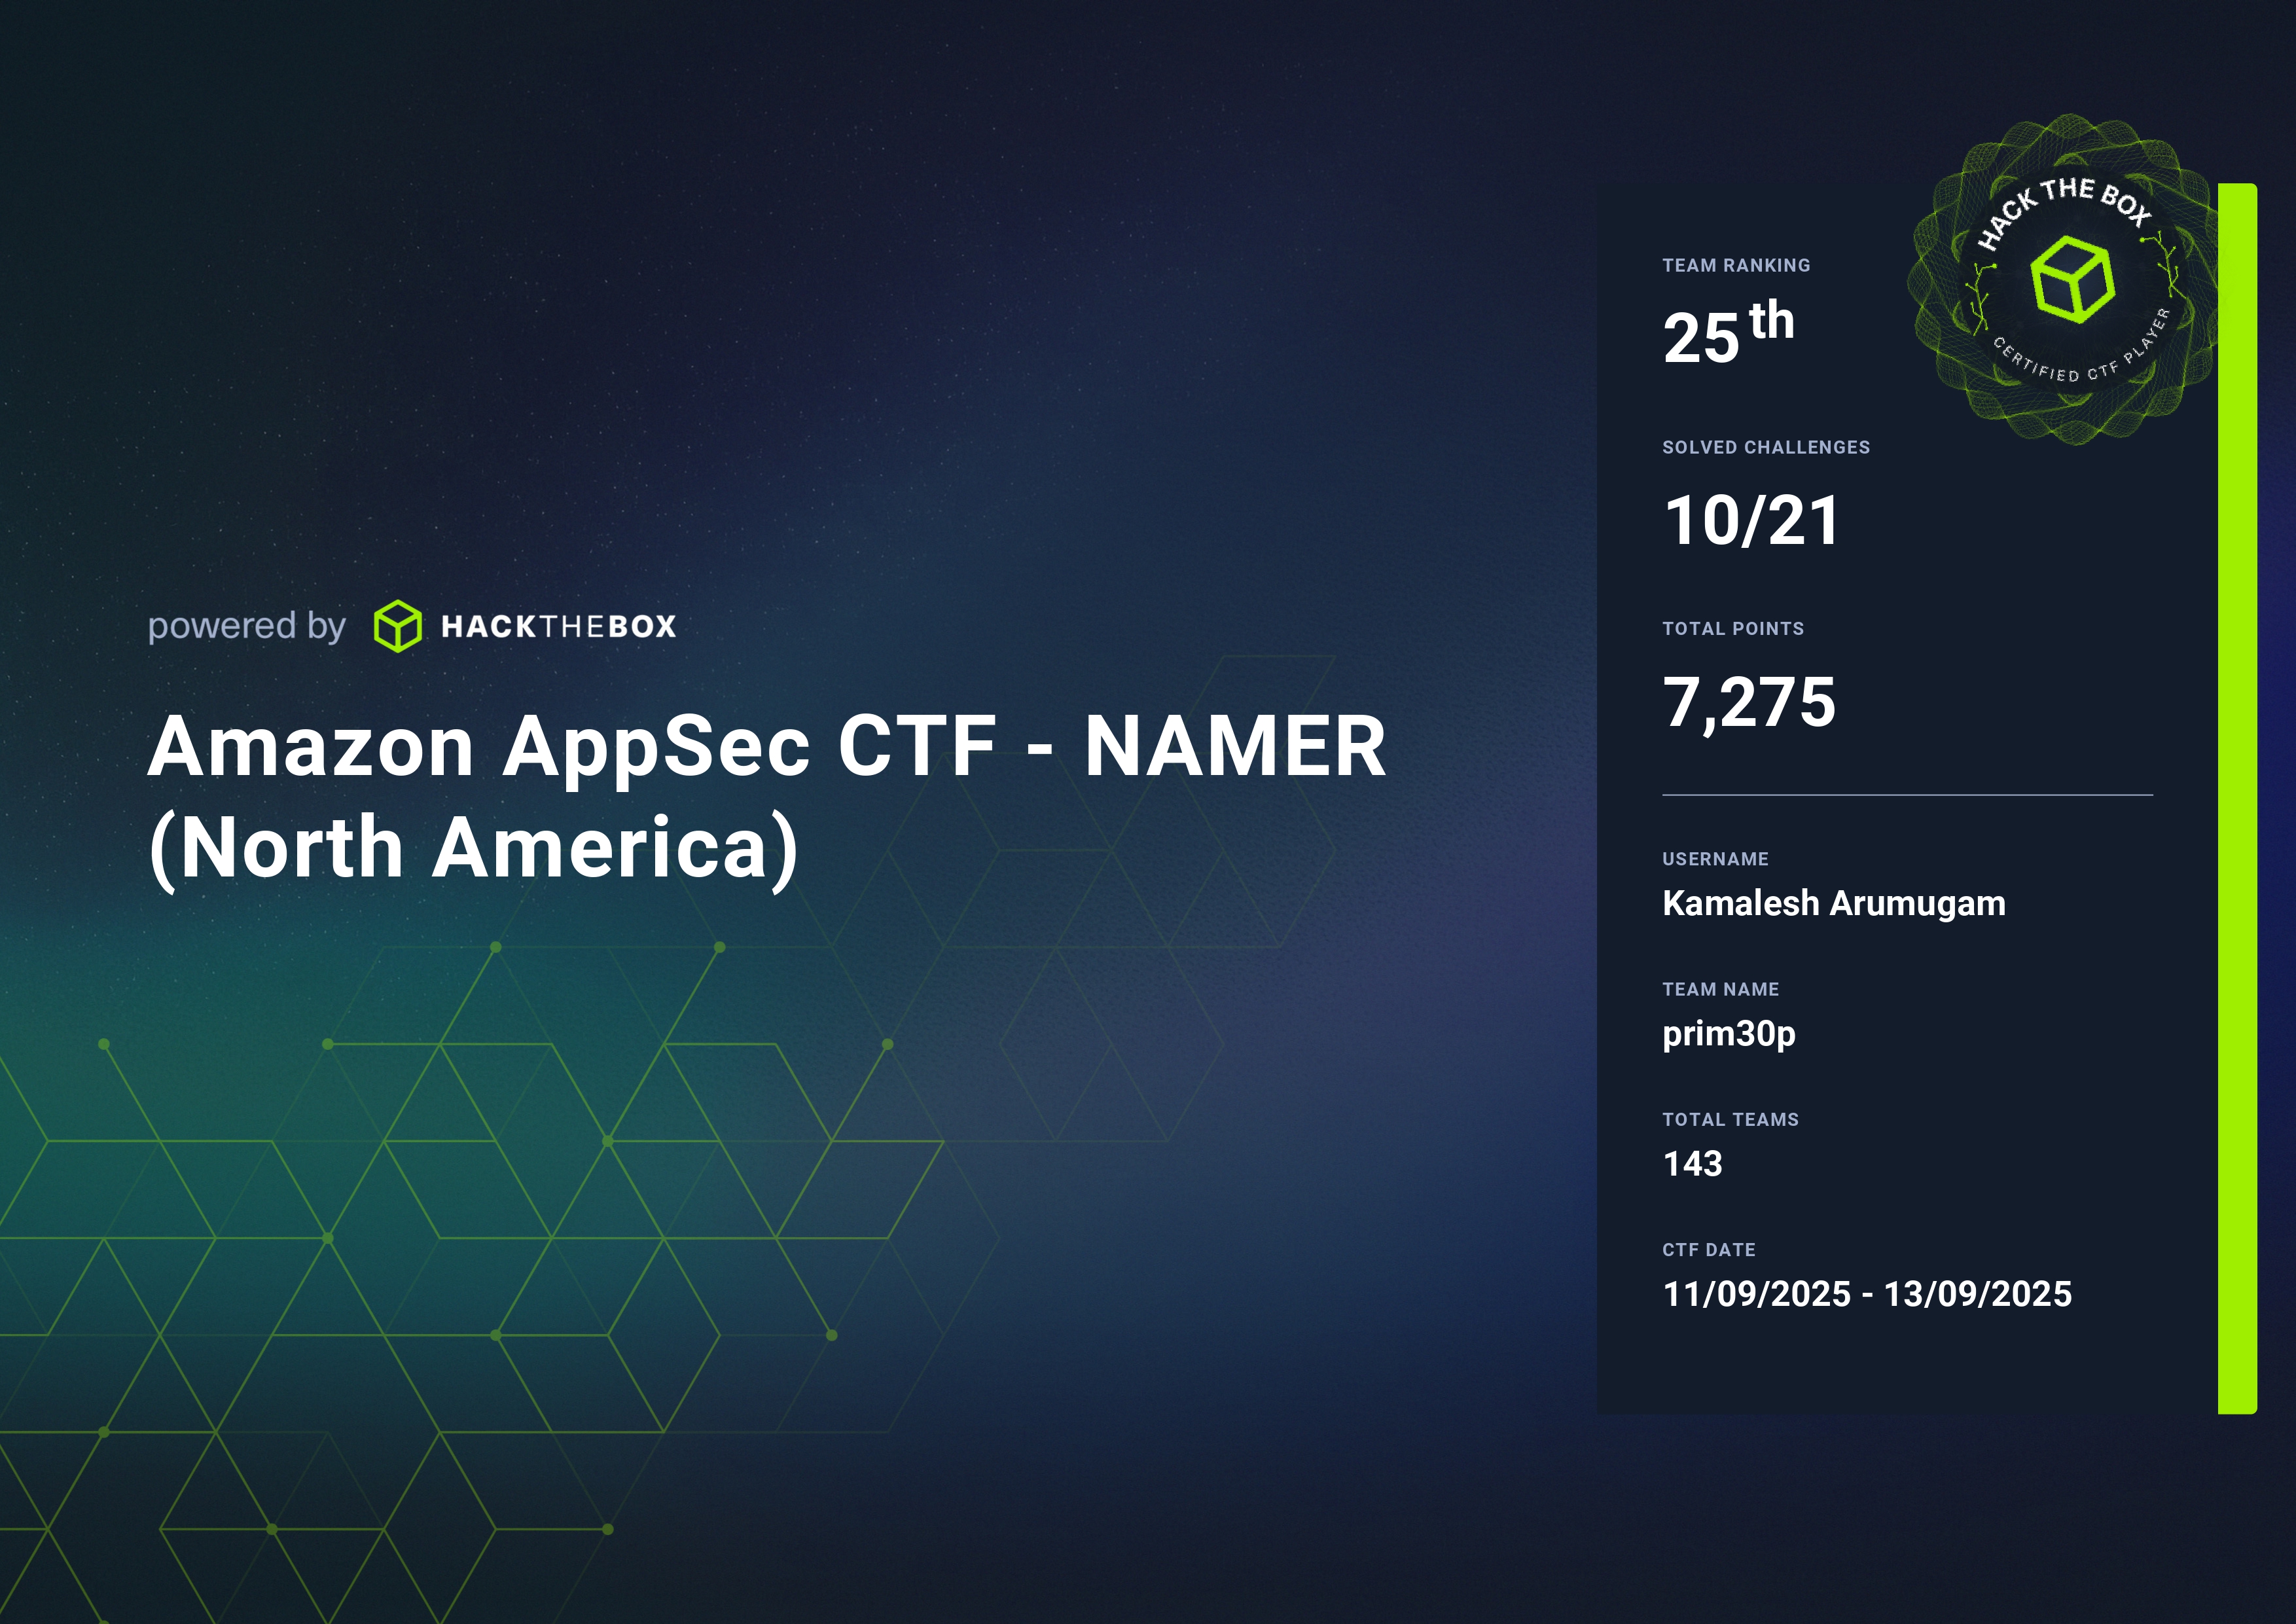 powered by HACKTHEBOX
Amazon AppSec CTF - NAMER
(North America)
HACK THE BOX
CERTIFIED CTF PLAYER
TEAM RANKING
25th
SOLVED CHALLENGES
10/21
TOTAL POINTS
7,275
USERNAME
Kamalesh Arumugam
TEAM NAME
prim30p
TOTAL TEAMS
143
CTF DATE
11/09/2025 - 13/09/2025